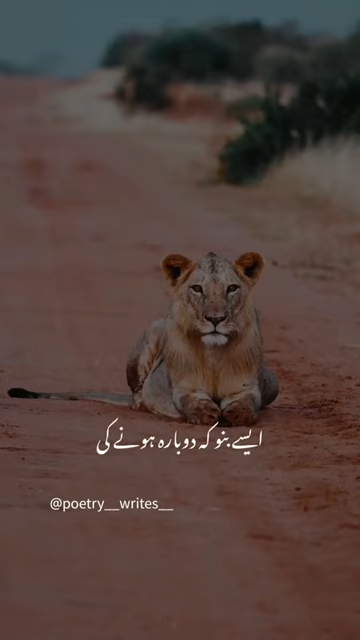 ایسے بنو کہ دوبارہ ہونے کی
@poetry__writes__